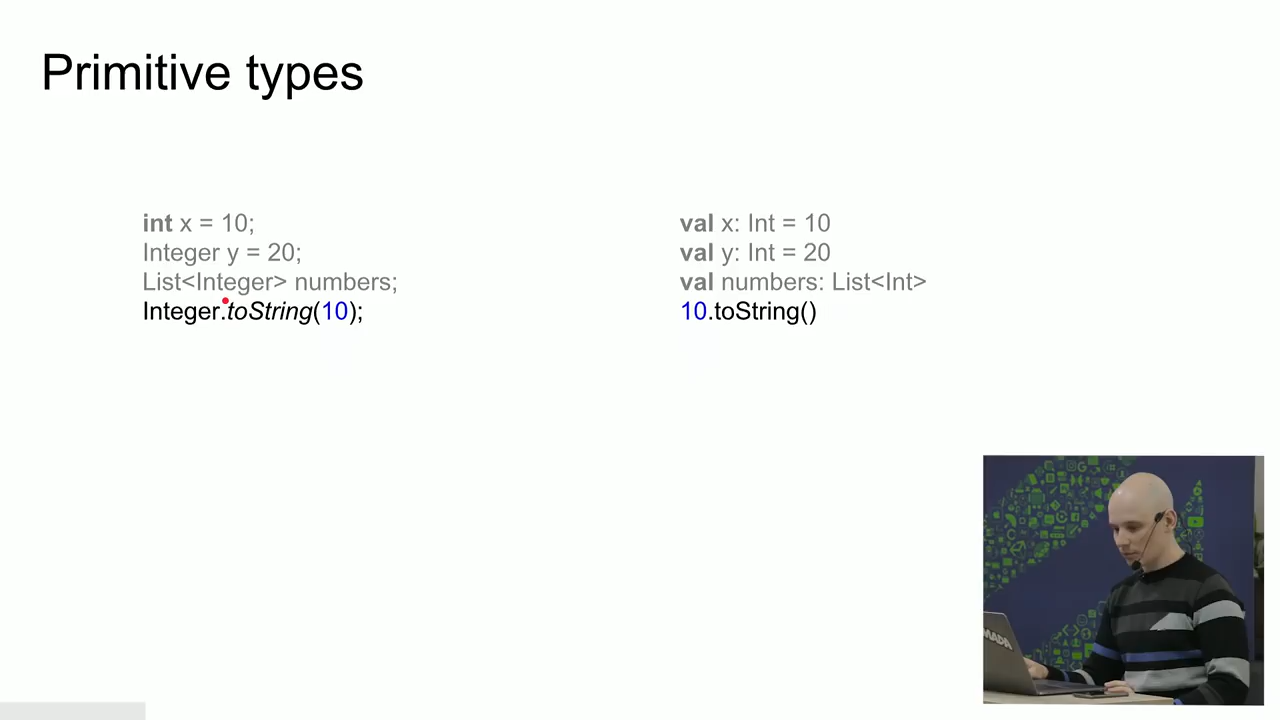 Primitive types
int x = 10;
Integer y = 20;
List<Integer> numbers;
Integer.toString(10);
val x: Int = 10
val y: Int = 20
val numbers: List<Int>
10.toString()